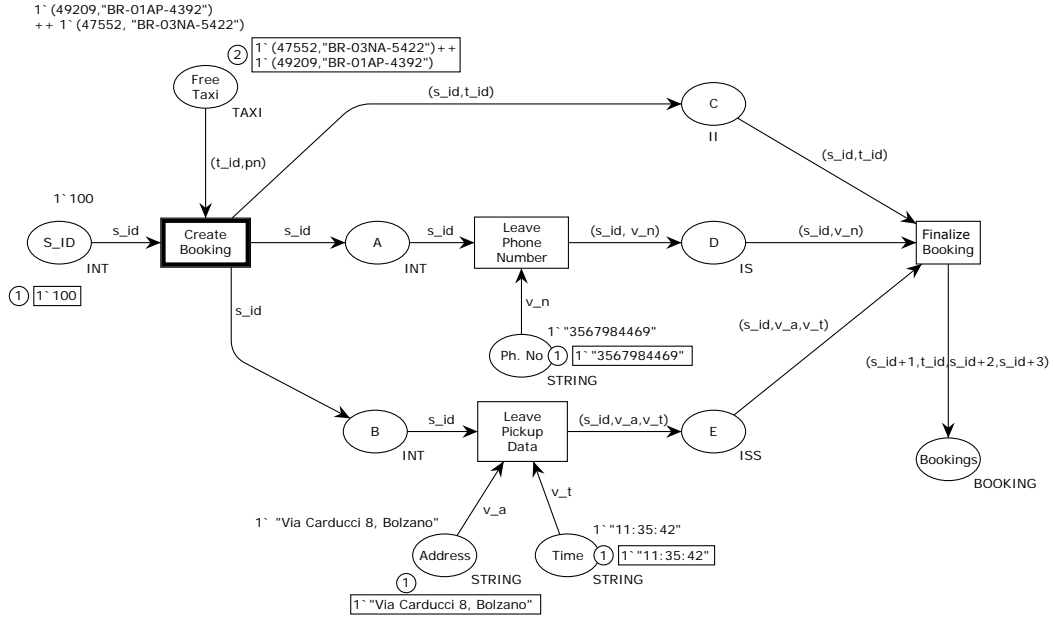 1`(49209,"BR-01AP-4392")
++ 1`(47552, "BR-03NA-5422")
2
1`(47552,"BR-03NA-5422")++
1`(49209,"BR-01AP-4392")
Free
Taxi
TAXI
(s_id,t_id)
C
II
(t_id,pn)
(s_id,t_id)
1`100
S_ID
INT
1
1`100
s_id
Create
Booking
s_id
A
INT
s_id
Leave
Phone
Number
(s_id, v_n)
D
IS
(s_id,v_n)
Finalize
Booking
s_id
v_n
1`"3567984469"
Ph. No
1
1`"3567984469"
STRING
(s_id,v_a,v_t)
(s_id+1,t_id,s_id+2,s_id+3)
B
INT
s_id
Leave
Pickup
Data
(s_id,v_a,v_t)
E
ISS
Bookings
BOOKING
v_a
v_t
1` "Via Carducci 8, Bolzano"
Address
STRING
1
1`"Via Carducci 8, Bolzano"
1`"11:35:42"
Time
1
1`"11:35:42"
STRING